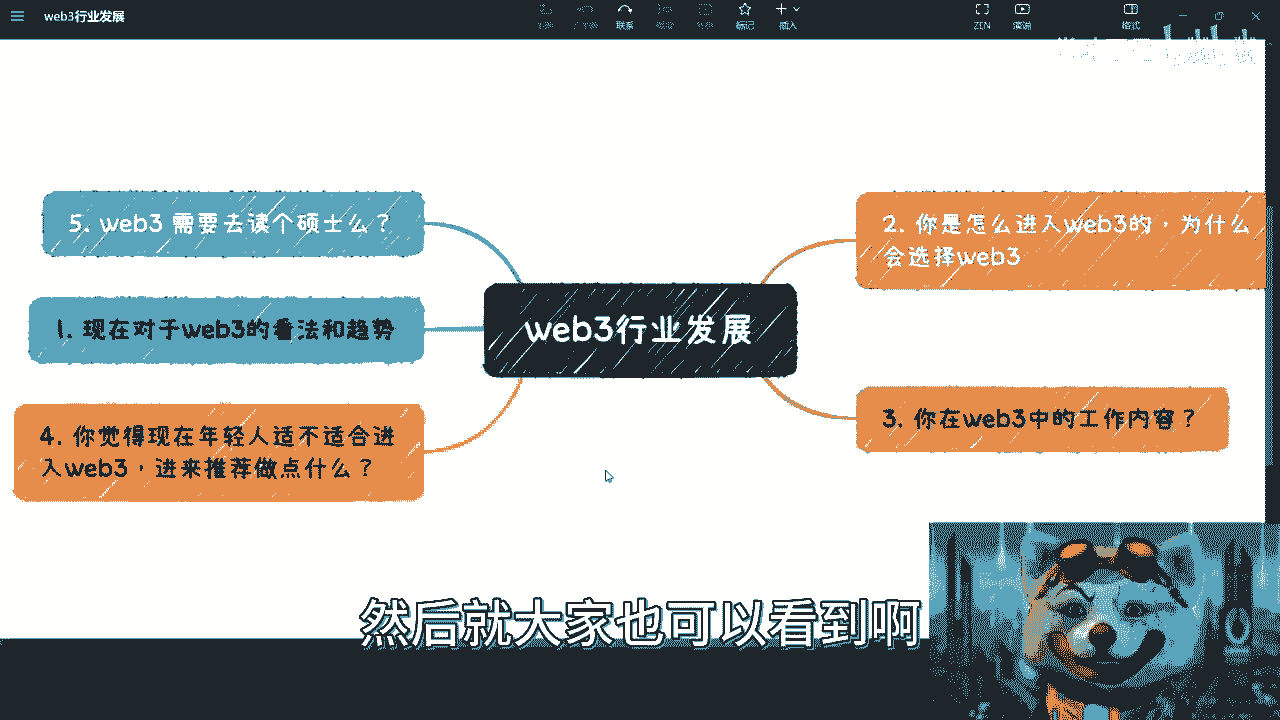 web3行业发展
联系
标记
插入
ZEN
演说
格式
5. web3 需要去读个硕士么？
1. 现在对于web3的看法和趋势
4. 你觉得现在年轻人适不适合进
入web3，进来推荐做点什么？
web3行业发展
2. 你是怎么进入web3的，为什么
会选择web3
3. 你在web3中的工作内容？
然后就大家也可以看到啊